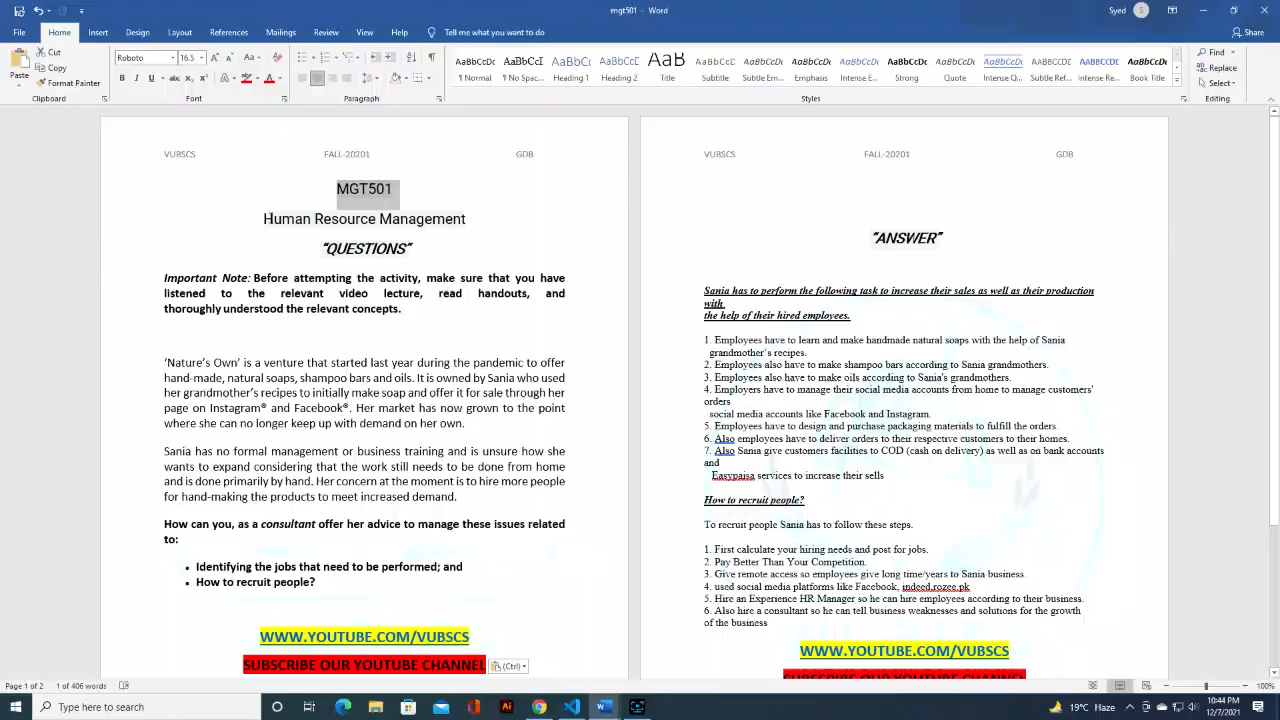 mgt501 - Word
Syed
S
File Home Insert Design Layout References Mailings Review View Help Tell me what you want to do
Share
Paste
Cut
Copy
Format Painter
Clipboard
Roboto 16.5
Font
Paragraph
AaBbCcDc AaBbCcI AaBbC AaBbCcI AaB AaBbCcD AaBbCcDc AaBbCcDc AaBbCcDc AaBbCcDc AaBbCcDc AaBbCcDc AaBbCcDc AaBbCcDc AaBbCcDc
¶ Normal ¶ No Spac... Heading 1 Heading 2 Title Subtitle Subtle Em... Emphasis Intense E... Strong Quote Intense Q... Subtle Ref... Intense Re... Book Title
Styles
Find
Replace
Select
Editing
VUBSCS FALL-20201 GDB
MGT501
Human Resource Management
“QUESTIONS”
Important Note: Before attempting the activity, make sure that you have
listened to the relevant video lecture, read handouts, and
thoroughly understood the relevant concepts.
‘Nature’s Own’ is a venture that started last year during the pandemic to offer
hand-made, natural soaps, shampoo bars and oils. It is owned by Sania who used
her grandmother’s recipes to initially make soap and offer it for sale through her
page on Instagram® and Facebook®. Her market has now grown to the point
where she can no longer keep up with demand on her own.
Sania has no formal management or business training and is unsure how she
wants to expand considering that the work still needs to be done from home
and is done primarily by hand. Her concern at the moment is to hire more people
for hand-making the products to meet increased demand.
How can you, as a consultant offer her advice to manage these issues related
to:
• Identifying the jobs that need to be performed; and
• How to recruit people?
WWW.YOUTUBE.COM/VUBSCS
SUBSCRIBE OUR YOUTUBE CHANNEL
(Ctrl)
VUBSCS FALL-20201 GDB
“ANSWER”
Sania has to perform the following task to increase their sales as well as their production
with
the help of their hired employees.
1. Employees have to learn and make handmade natural soaps with the help of Sania
grandmother’s recipes.
2. Employees also have to make shampoo bars according to Sania grandmothers.
3. Employees also have to make oils according to Sania's grandmothers.
4. Employers have to manage their social media accounts from home to manage customers'
orders
social media accounts like Facebook and Instagram.
5. Employees have to design and purchase packaging materials to fulfill the orders.
6. Also employees have to deliver orders to their respective customers to their homes.
7. Also Sania give customers facilities to COD (cash on delivery) as well as on bank accounts
and
Easypaisa services to increase their sells
How to recruit people?
To recruit people Sania has to follow these steps.
1. First calculate your hiring needs and post for jobs.
2. Pay Better Than Your Competition.
3. Give remote access so employees give long time/years to Sania business.
4. used social media platforms like Facebook, indeed,rozee.pk
5. Hire an Experience HR Manager so he can hire employees according to their business.
6. Also hire a consultant so he can tell business weaknesses and solutions for the growth
of the business
WWW.YOUTUBE.COM/VUBSCS
SUBSCRIBE OUR YOUTUBE CHANNEL
Page 1 of 2 1 of 406 words
100%
Type here to search
19°C Haze
10:44 PM
12/7/2021